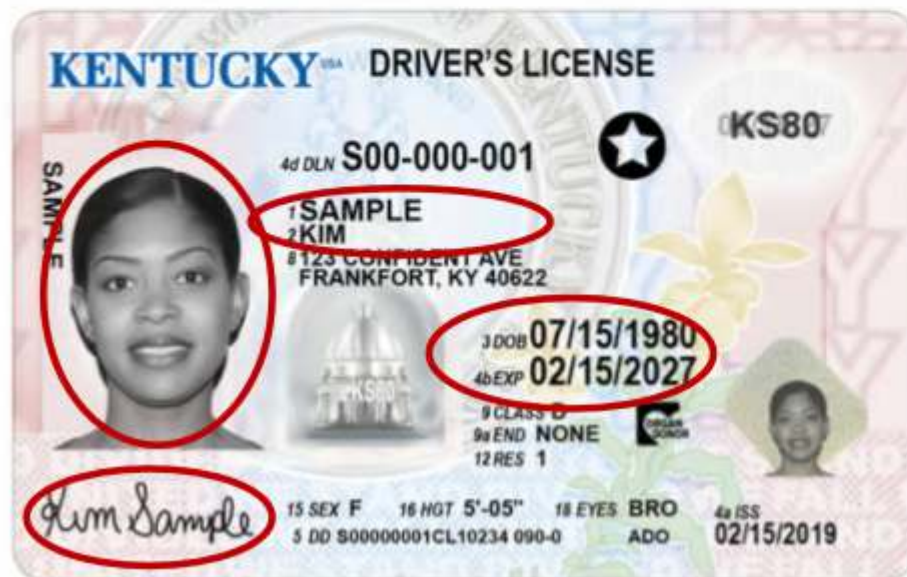 KENTUCKY USA DRIVER'S LICENSE
KS80
4d DLN S00-000-001
SAMPLE
1 SAMPLE
2 KIM
8 123 CONFIDENT AVE
FRANKFORT, KY 40622
3 DOB 07/15/1980
4b EXP 02/15/2027
KS80
9 CLASS D
9a END NONE
ORGAN DONOR
12 RES 1
Kim Sample
15 SEX F 16 HGT 5'-05" 18 EYES BRO
4a ISS
02/15/2019
5 DD S00000001CL10234 090-0 ADO